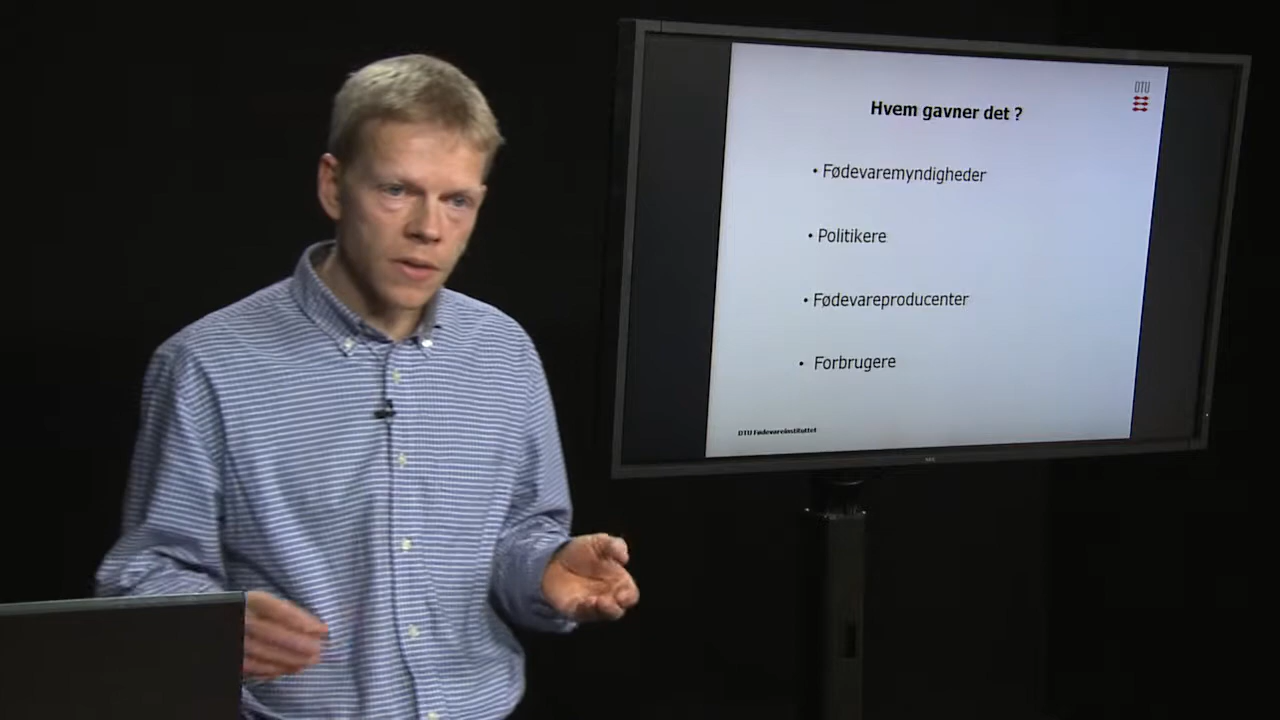 DTU
Hvem gavner det ?
• Fødevaremyndigheder
• Politikere
• Fødevareproducenter
• Forbrugere
DTU Fødevareinstituttet